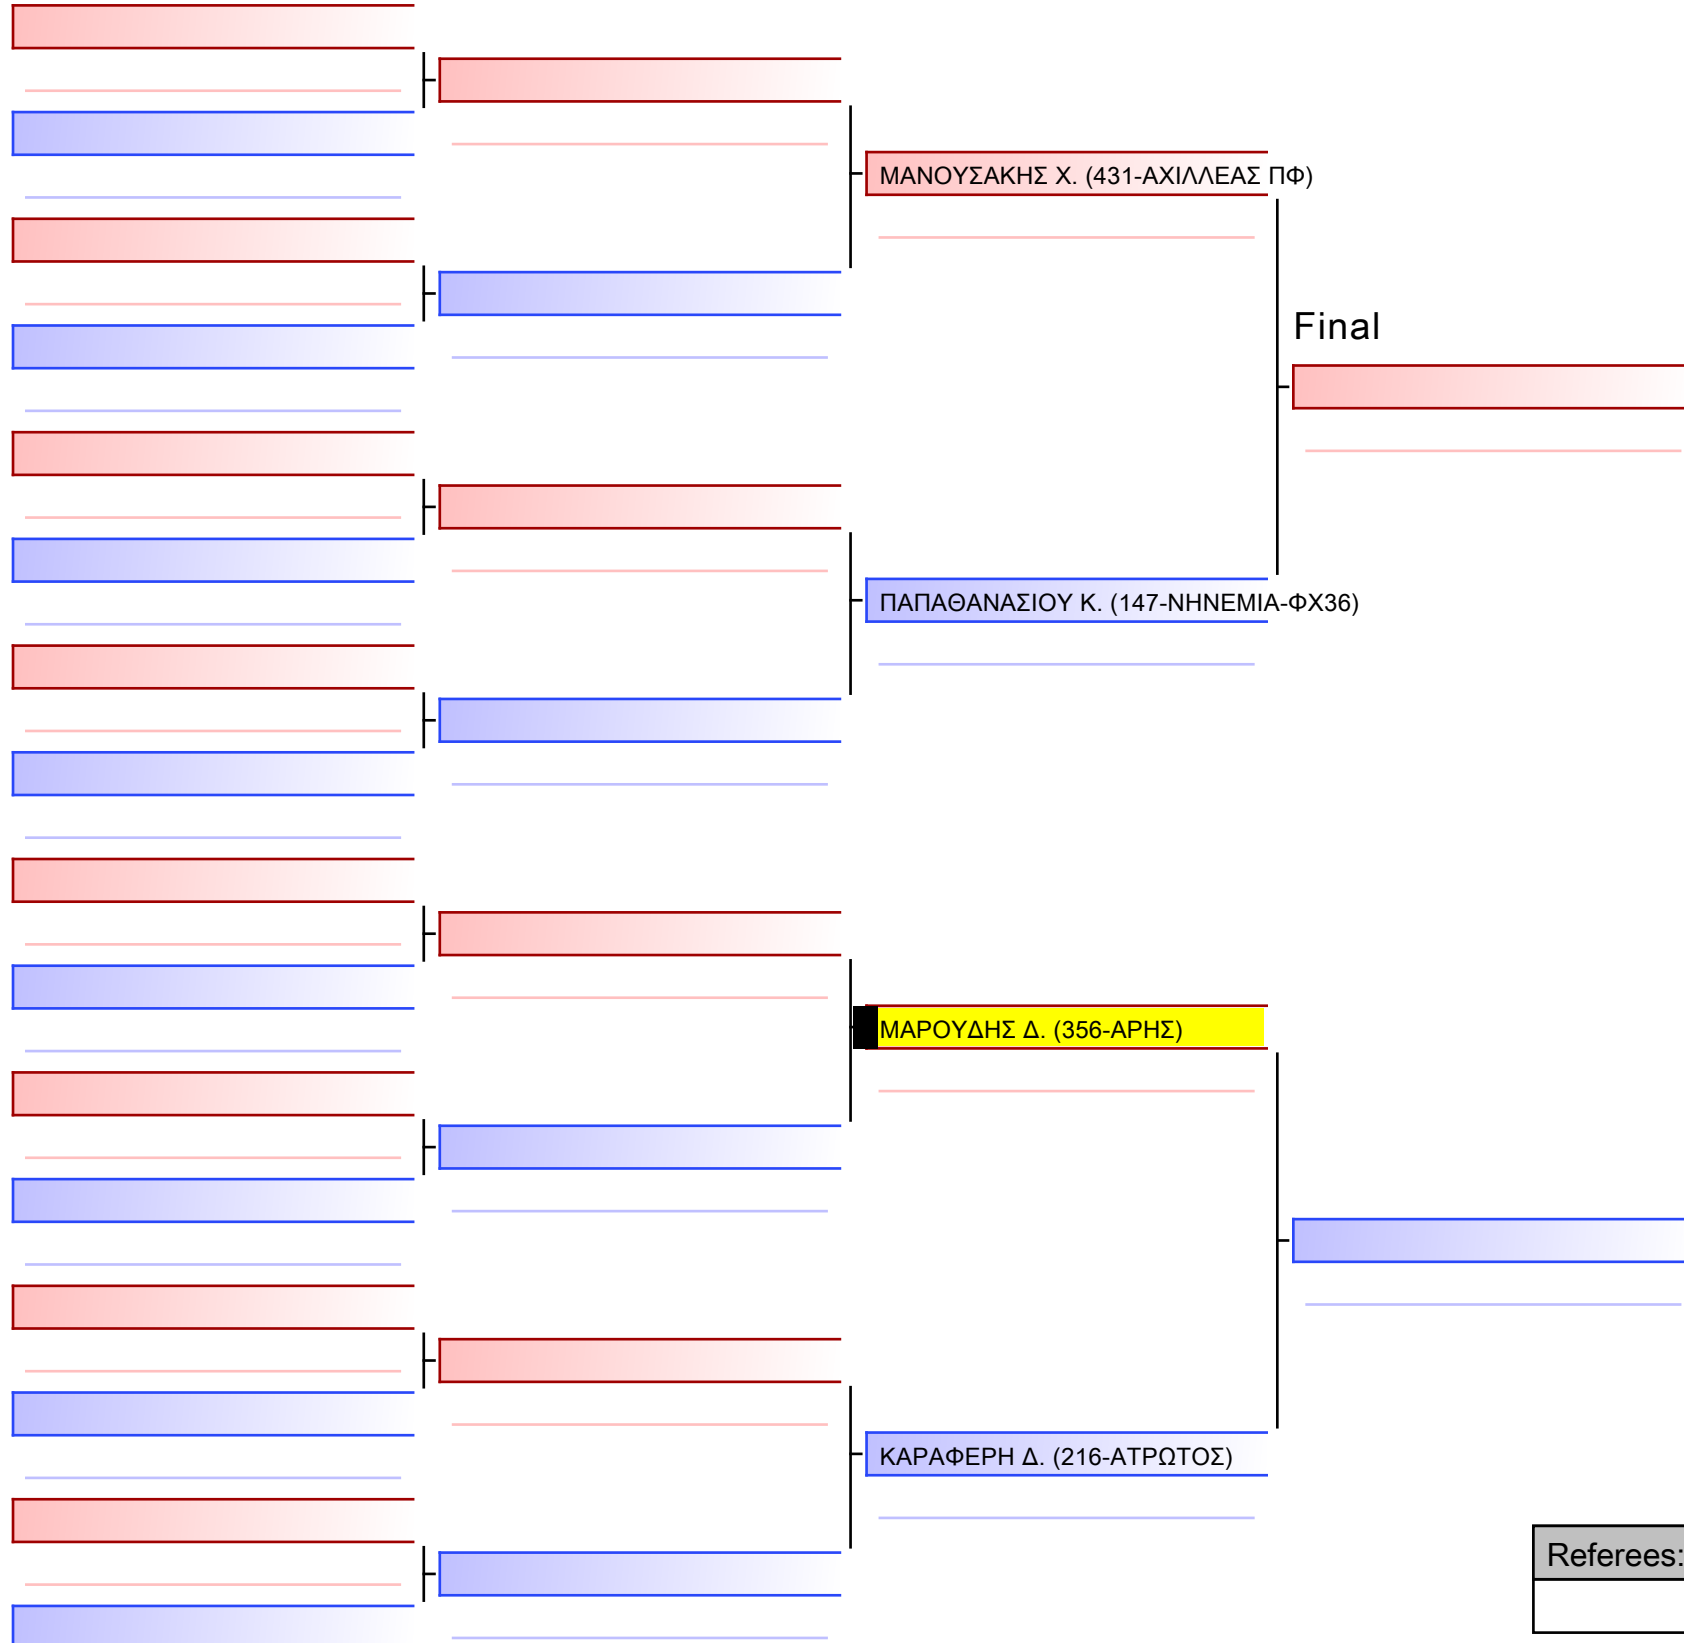 ΜΑΝΟΥΣΑΚΗΣ Χ. (431-ΑΧΙΛΛΕΑΣ ΠΦ)
Final
ΠΑΠΑΘΑΝΑΣΙΟΥ Κ. (147-ΝΗΝΕΜΙΑ-ΦΧ36)
ΜΑΡΟΥΔΗΣ Δ. (356-ΑΡΗΣ)
ΚΑΡΑΦΕΡΗ Δ. (216-ΑΤΡΩΤΟΣ)
Referees: